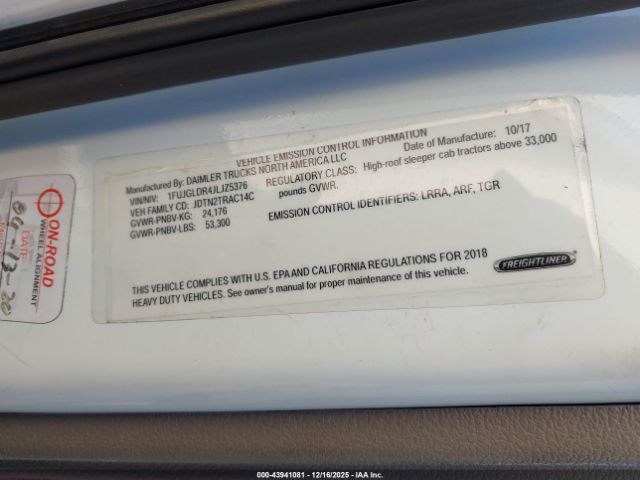 VEHICLE EMISSION CONTROL INFORMATION
Manufactured By: DAIMLER TRUCKS NORTH AMERICA LLC
Date of Manufacture: 10/17
VIN/NIV: 1FUJGLDR4JLJZ5376
REGULATORY CLASS: High-roof sleeper cab tractors above 33,000
pounds GVWR.
VEH FAMILY CD: JDTN2TRAC14C
GVWR-PNBV-KG: 24,176
GVWR-PNBV-LBS: 53,300
EMISSION CONTROL IDENTIFIERS: LRRA, ARF, TGR
THIS VEHICLE COMPLIES WITH U.S. EPA AND CALIFORNIA REGULATIONS FOR 2018
HEAVY DUTY VEHICLES. See owner's manual for proper maintenance of this vehicle.
FREIGHTLINER
ON-ROAD
WHEEL ALIGNMENT
DATE
000-43941081 - 12/16/2025 - IAA Inc.